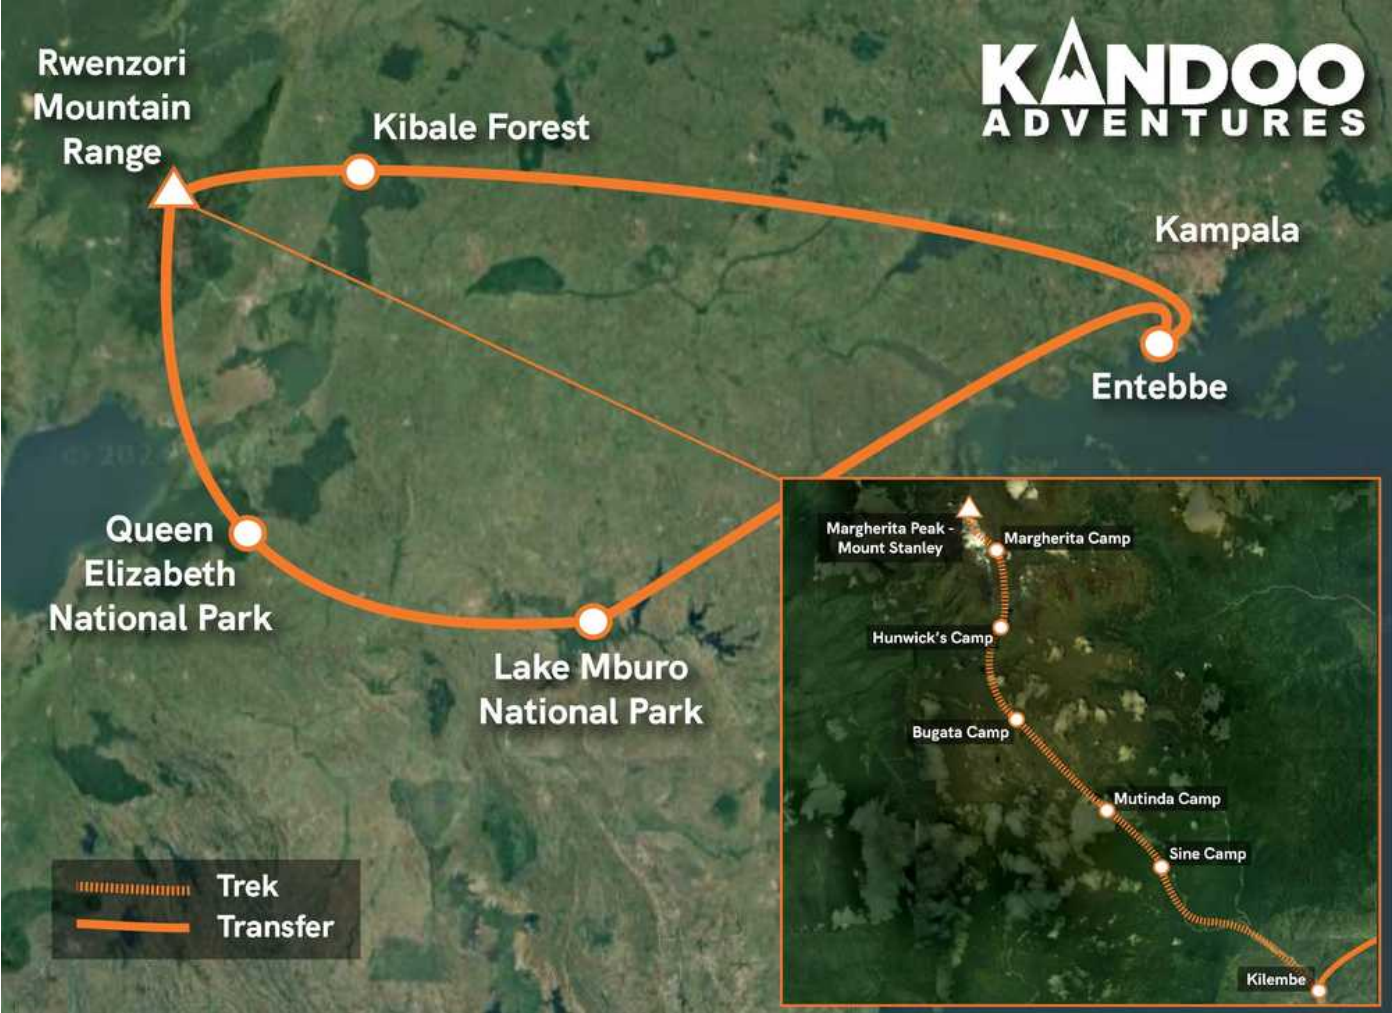 Rwenzori
Mountain
Range
Kibale Forest
KANDOO
ADVENTURES
Kampala
Entebbe
Queen
Elizabeth
National Park
Lake Mburo
National Park
Margherita Peak -
Mount Stanley
Margherita Camp
Hunwick's Camp
Bugata Camp
Mutinda Camp
Sine Camp
Kilembe
Trek
Transfer